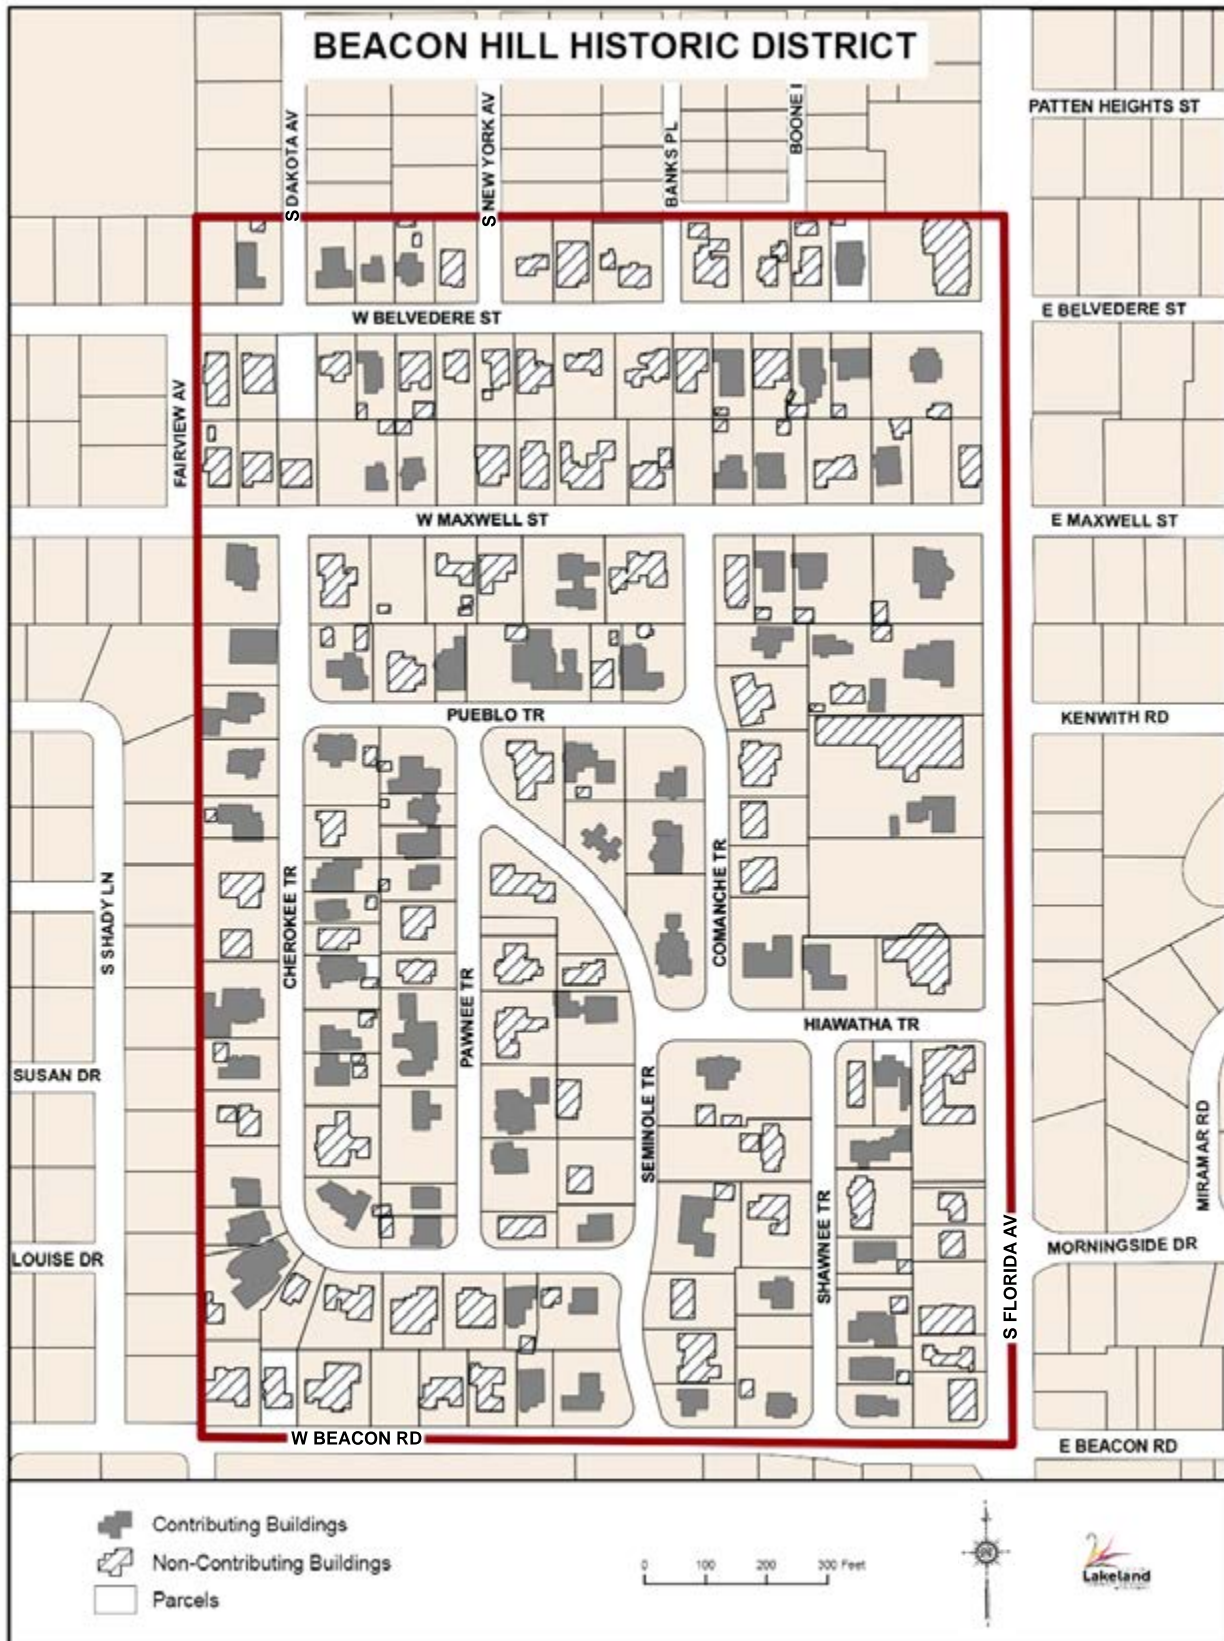 BEACON HILL HISTORIC DISTRICT
PATTEN HEIGHTS ST
S DAKOTA AV
S NEW YORK AV
BANKS PL
BOONE
W BELVEDERE ST
E BELVEDERE ST
FAIRVIEW AV
W MAXWELL ST
E MAXWELL ST
PUEBLO TR
KENWITH RD
S SHADY LN
CHEROKEE TR
COMANCHE TR
PAWNEE TR
HIAWATHA TR
SUSAN DR
SEMINOLE TR
MIRAMAR RD
SHAWNEE TR
S FLORIDA AV
LOUISE DR
MORNINGSIDE DR
W BEACON RD
E BEACON RD
Contributing Buildings
Non-Contributing Buildings
Parcels
0 100 200 300 Feet
Lakeland